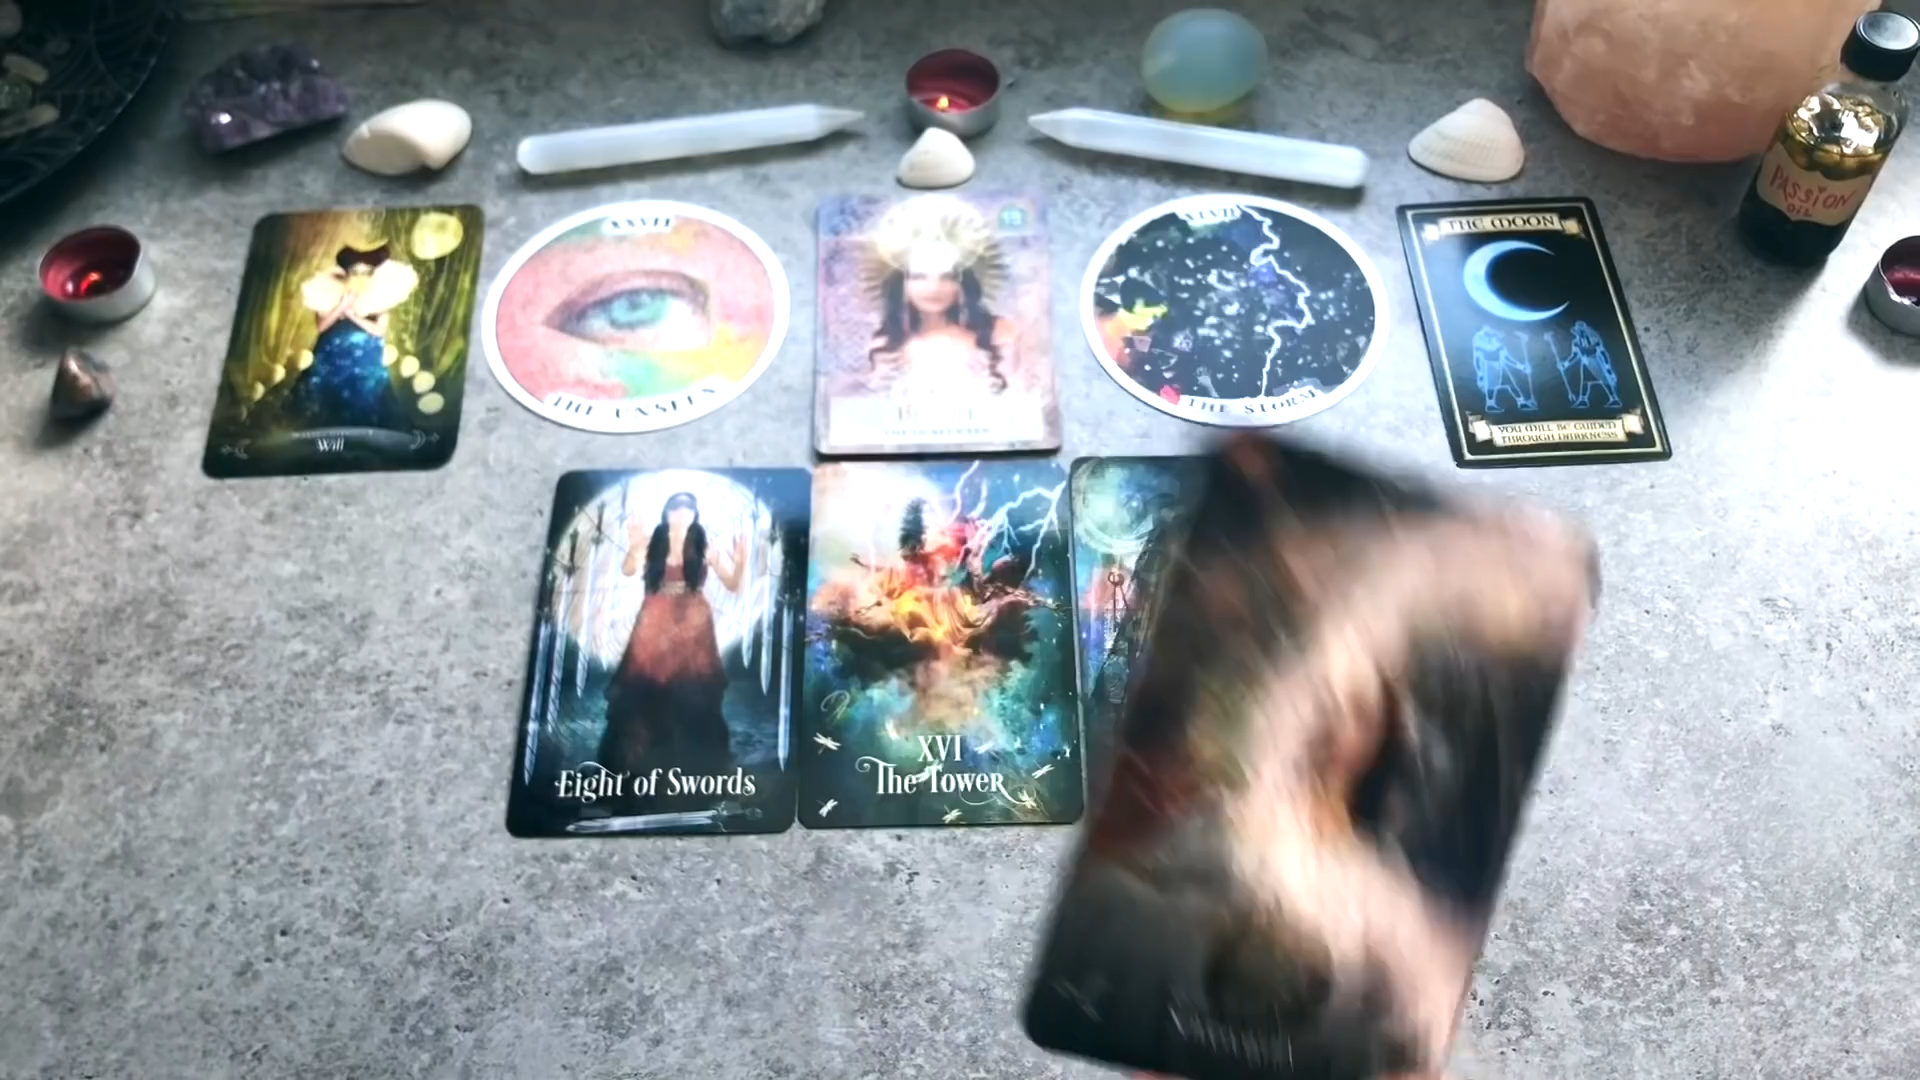 Will
XXVII
THE UNSEEN
THE STORM
THE MOON
YOU WILL BE GUIDED
THROUGH DARKNESS
PASSION
OIL
Eight of Swords
XVI
The Tower